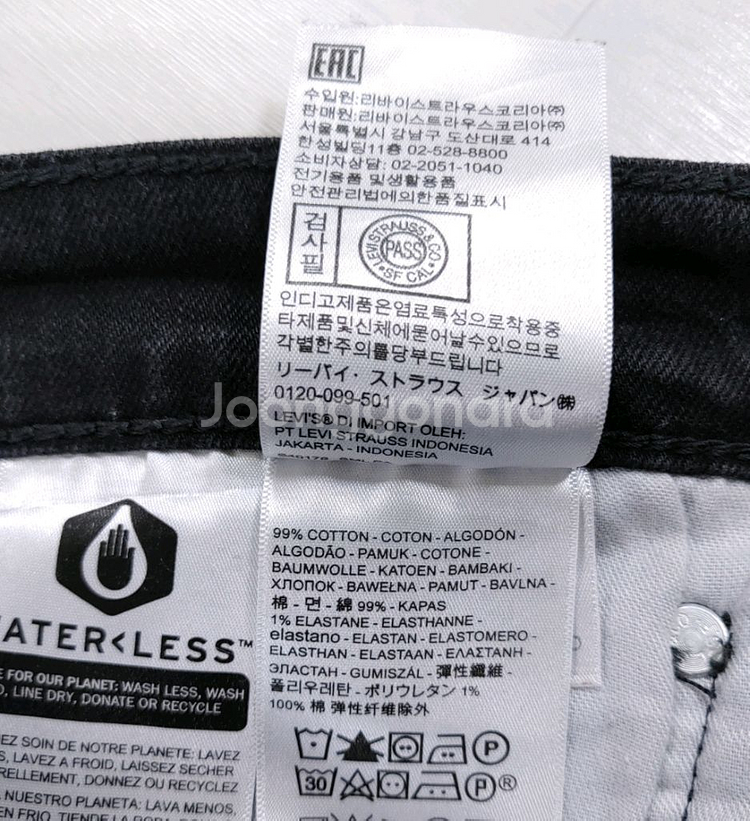 EAC
수입원:리바이스트라우스코리아㈜
판매원:리바이스트라우스코리아㈜
서울특별시 강남구 도산대로 414
한성빌딩11층 02-528-8800
소비자상담: 02-2051-1040
전기용품 및생활용품
안전관리법에의한품질표시
검사필
LEVI STRAUSS & CO
PASS
SF CAL
인디고제품은염료특성으로착용중
타제품및신체에묻어날수있으므로
각별한주의를당부드립니다
リーバイ・ストラウス ジャパン㈱
0120-099-501
LEVI'S® DI IMPORT OLEH:
PT LEVI STRAUSS INDONESIA
JAKARTA - INDONESIA
Joongonara
99% COTTON - COTON - ALGODÓN -
ALGODÃO - PAMUK - COTONE -
BAUMWOLLE - KATOEN - BAMBAKI -
ХЛОПОК - BAWEŁNA - PAMUT - BAVLNA -
棉 - 면 - 綿 99% - KAPAS
1% ELASTANE - ELASTHANNE -
elastano - ELASTAN - ELASTOMERO -
ELASTHAN - ELASTAAN - ΕΛΑΣΤΑΝΗ -
ЭЛАСТАН - GUMISZÁL - 彈性纖維 -
폴리우레탄 - ポリウレタン 1%
100% 棉 弹性纤维除外
30
P
P®
ATER<LESS™
FOR OUR PLANET: WASH LESS, WASH
LINE DRY, DONATE OR RECYCLE
EZ SOIN DE NOTRE PLANETE: LAVEZ
S, LAVEZ A FROID, LAISSEZ SECHER
RELLEMENT, DONNEZ OU RECYCLEZ
NUESTRO PLANETA: LAVA MENOS,
EN FRIO, TIENDE LA ROPA,